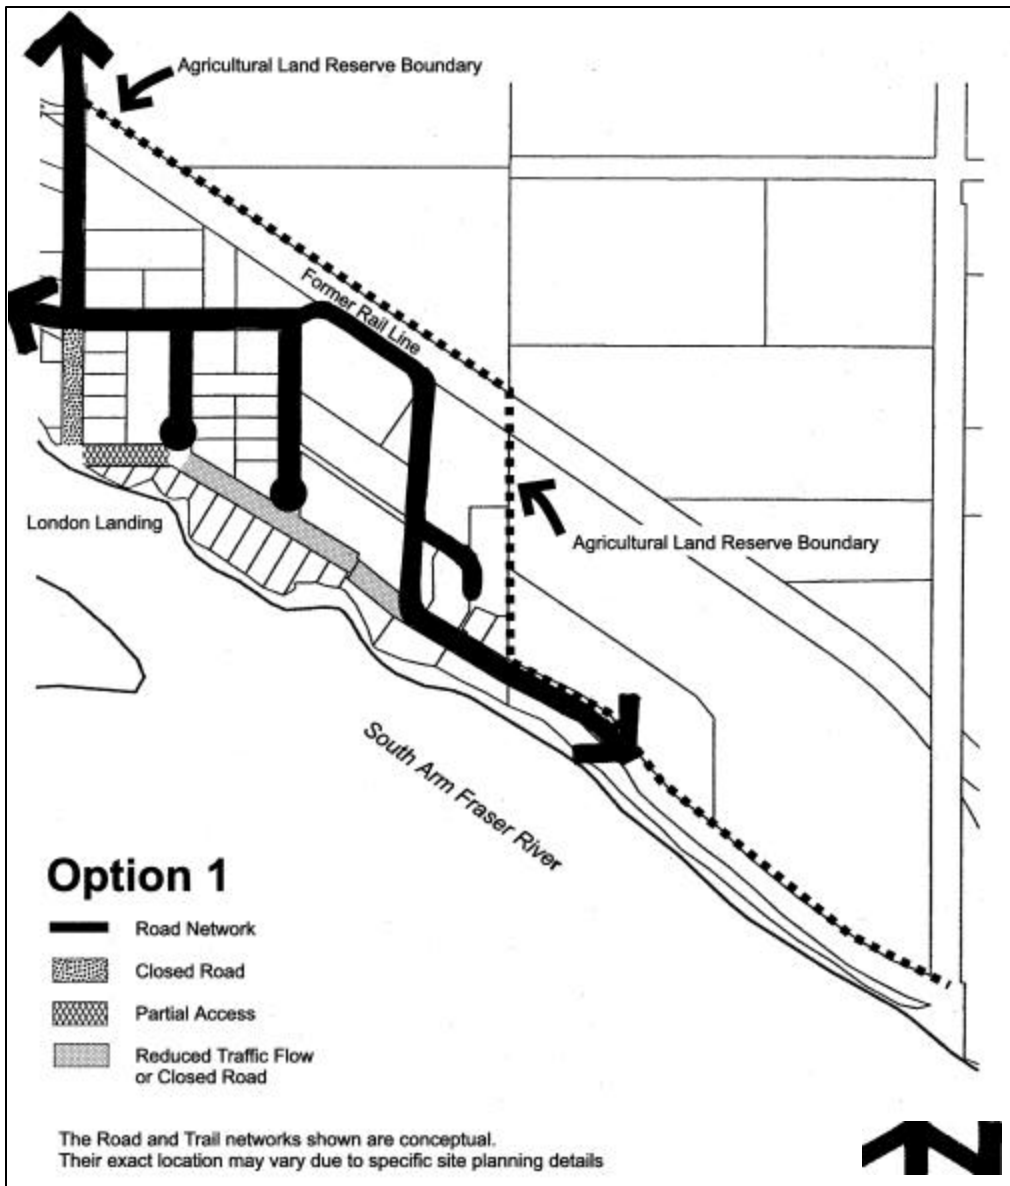 Agricultural Land Reserve Boundary
Former Rail Line
London Landing
Agricultural Land Reserve Boundary
South Arm Fraser River
Option 1
Road Network
Closed Road
Partial Access
Reduced Traffic Flow
or Closed Road
The Road and Trail networks shown are conceptual.
Their exact location may vary due to specific site planning details
N